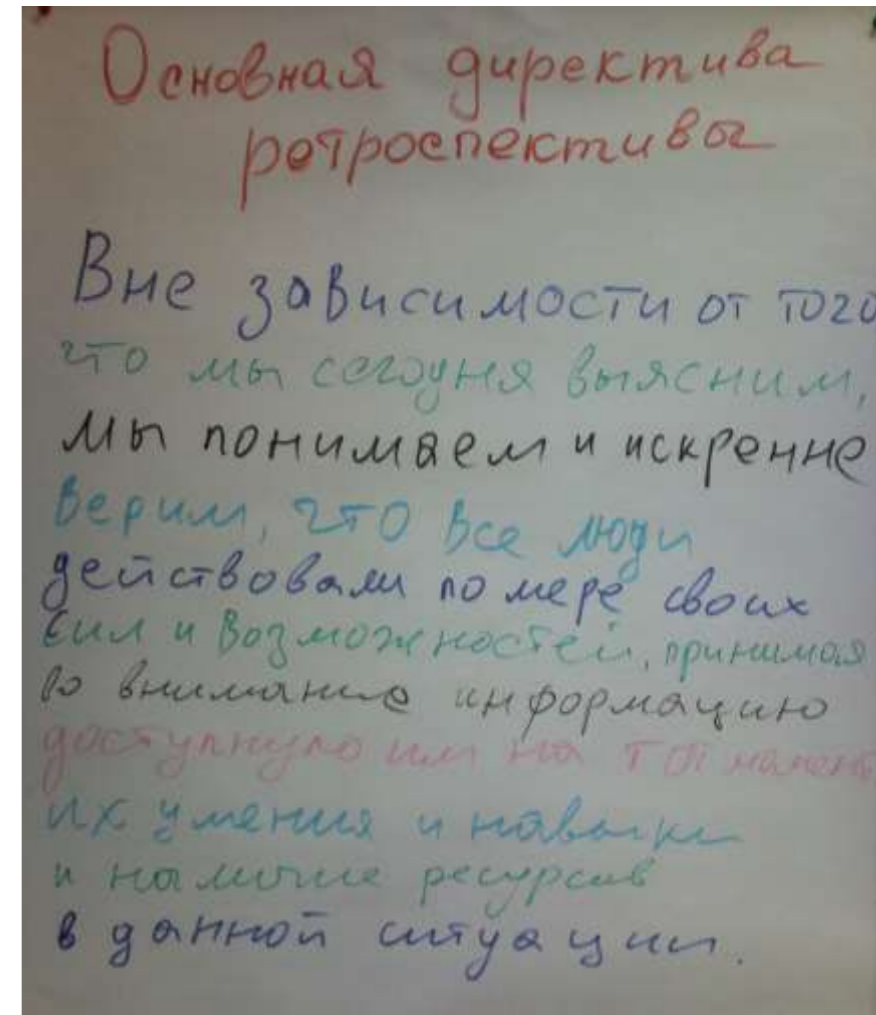 Основная директива
ретроспективы
Вне зависимости от того
что мы сегодня выясним,
мы понимаем и искренне
верим, что все люди
действовали по мере своих
сил и возможностей, принимая
во внимание информацию
доступную им на тот момент
их умения и навыки
и наличие ресурсов
в данной ситуации.